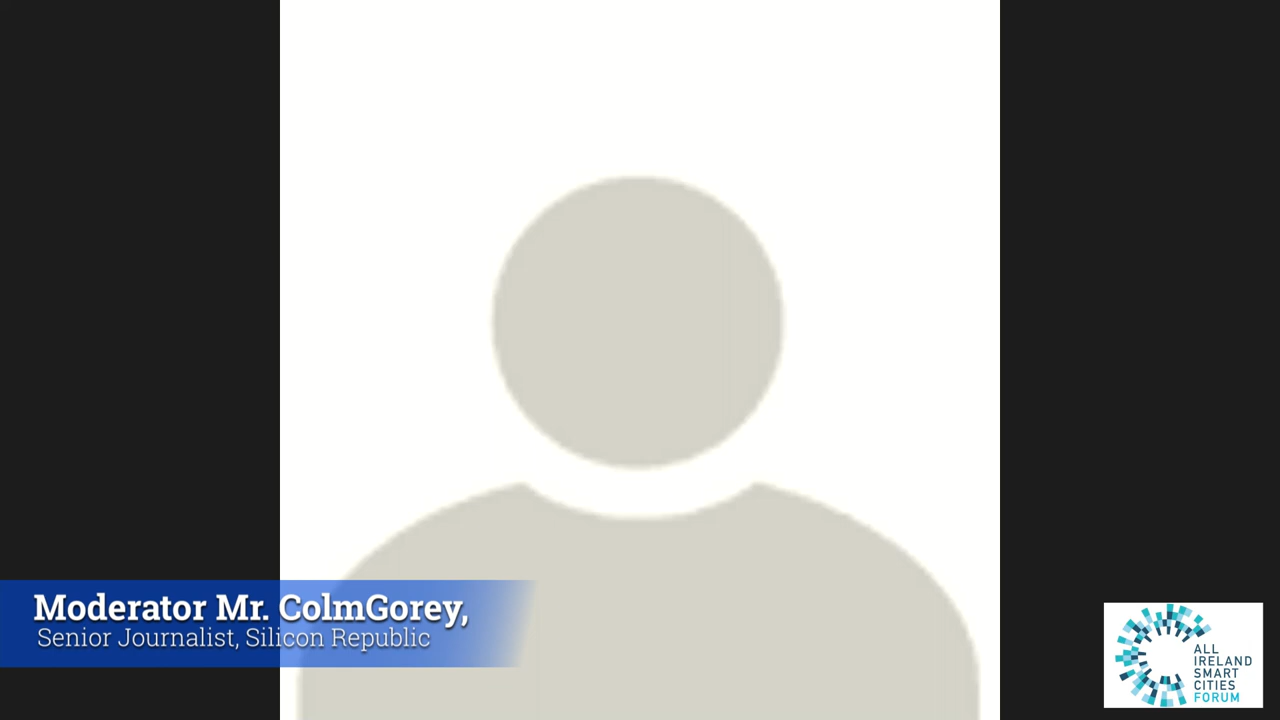 Moderator Mr. ColmGorey,
Senior Journalist, Silicon Republic
ALL
IRELAND
SMART
CITIES
FORUM